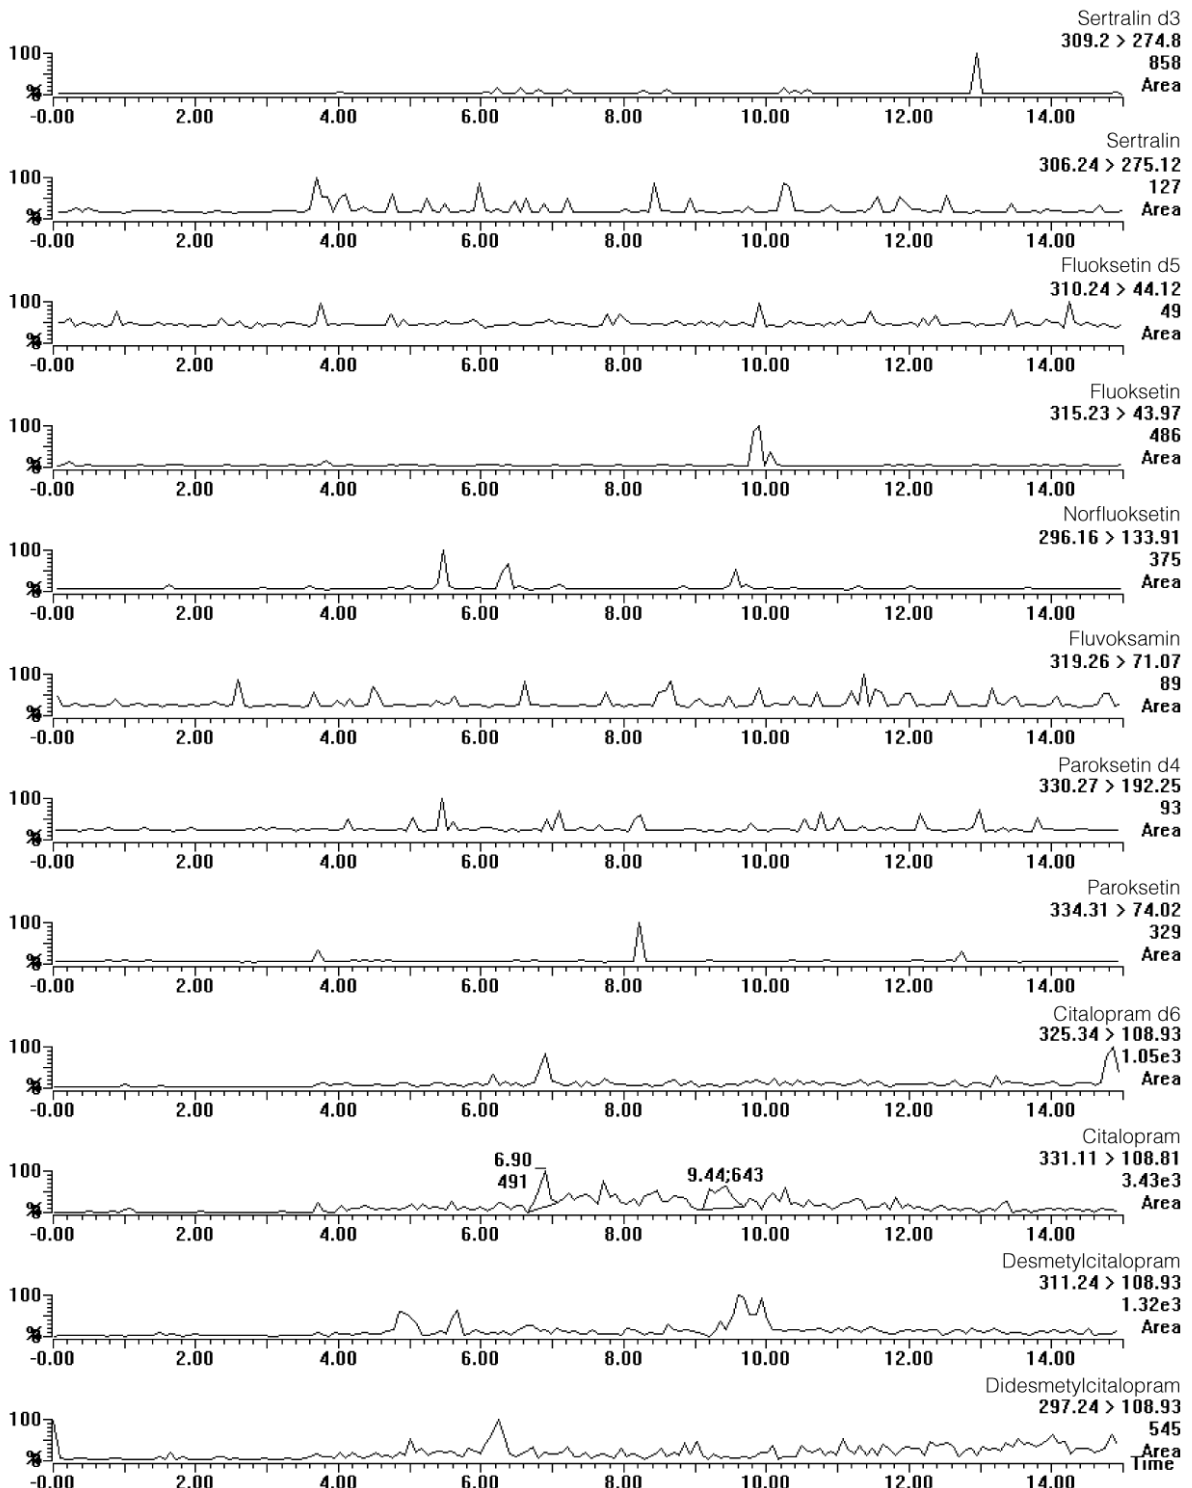 Sertralin d3
309.2 > 274.8
858
Area
100
%
-0.00 2.00 4.00 6.00 8.00 10.00 12.00 14.00
Sertralin
306.24 > 275.12
127
Area
100
%
-0.00 2.00 4.00 6.00 8.00 10.00 12.00 14.00
Fluoksetin d5
310.24 > 44.12
49
Area
100
%
-0.00 2.00 4.00 6.00 8.00 10.00 12.00 14.00
Fluoksetin
315.23 > 43.97
486
Area
100
%
-0.00 2.00 4.00 6.00 8.00 10.00 12.00 14.00
Norfluoksetin
296.16 > 133.91
375
Area
100
%
-0.00 2.00 4.00 6.00 8.00 10.00 12.00 14.00
Fluvoksamin
319.26 > 71.07
89
Area
100
%
-0.00 2.00 4.00 6.00 8.00 10.00 12.00 14.00
Paroksetin d4
330.27 > 192.25
93
Area
100
%
-0.00 2.00 4.00 6.00 8.00 10.00 12.00 14.00
Paroksetin
334.31 > 74.02
329
Area
100
%
-0.00 2.00 4.00 6.00 8.00 10.00 12.00 14.00
Citalopram d6
325.34 > 108.93
1.05e3
Area
100
%
-0.00 2.00 4.00 6.00 8.00 10.00 12.00 14.00
Citalopram
331.11 > 108.81
3.43e3
Area
100
%
6.90
491
9.44;643
-0.00 2.00 4.00 6.00 8.00 10.00 12.00 14.00
Desmetylcitalopram
311.24 > 108.93
1.32e3
Area
100
%
-0.00 2.00 4.00 6.00 8.00 10.00 12.00 14.00
Didesmetylcitalopram
297.24 > 108.93
545
Area
100
%
Time
-0.00 2.00 4.00 6.00 8.00 10.00 12.00 14.00